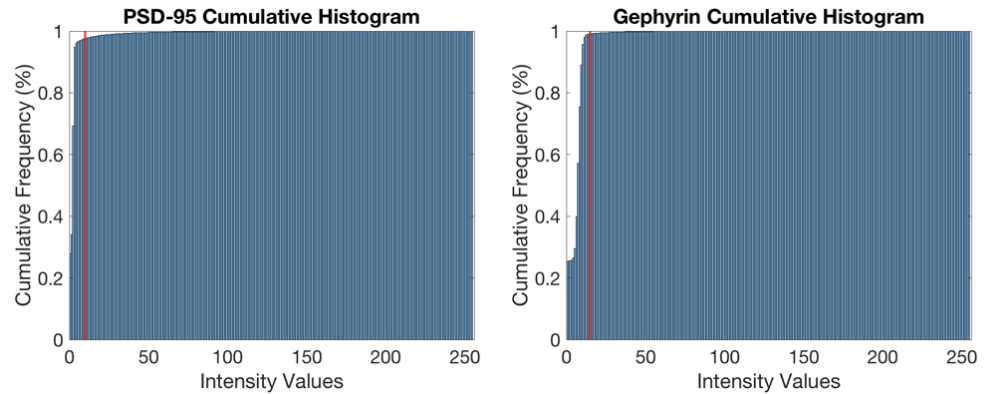 PSD-95 Cumulative Histogram
Cumulative Frequency (%)
1
0.8
0.6
0.4
0.2
0
0 50 100 150 200 250
Intensity Values
Gephyrin Cumulative Histogram
Cumulative Frequency (%)
1
0.8
0.6
0.4
0.2
0
0 50 100 150 200 250
Intensity Values